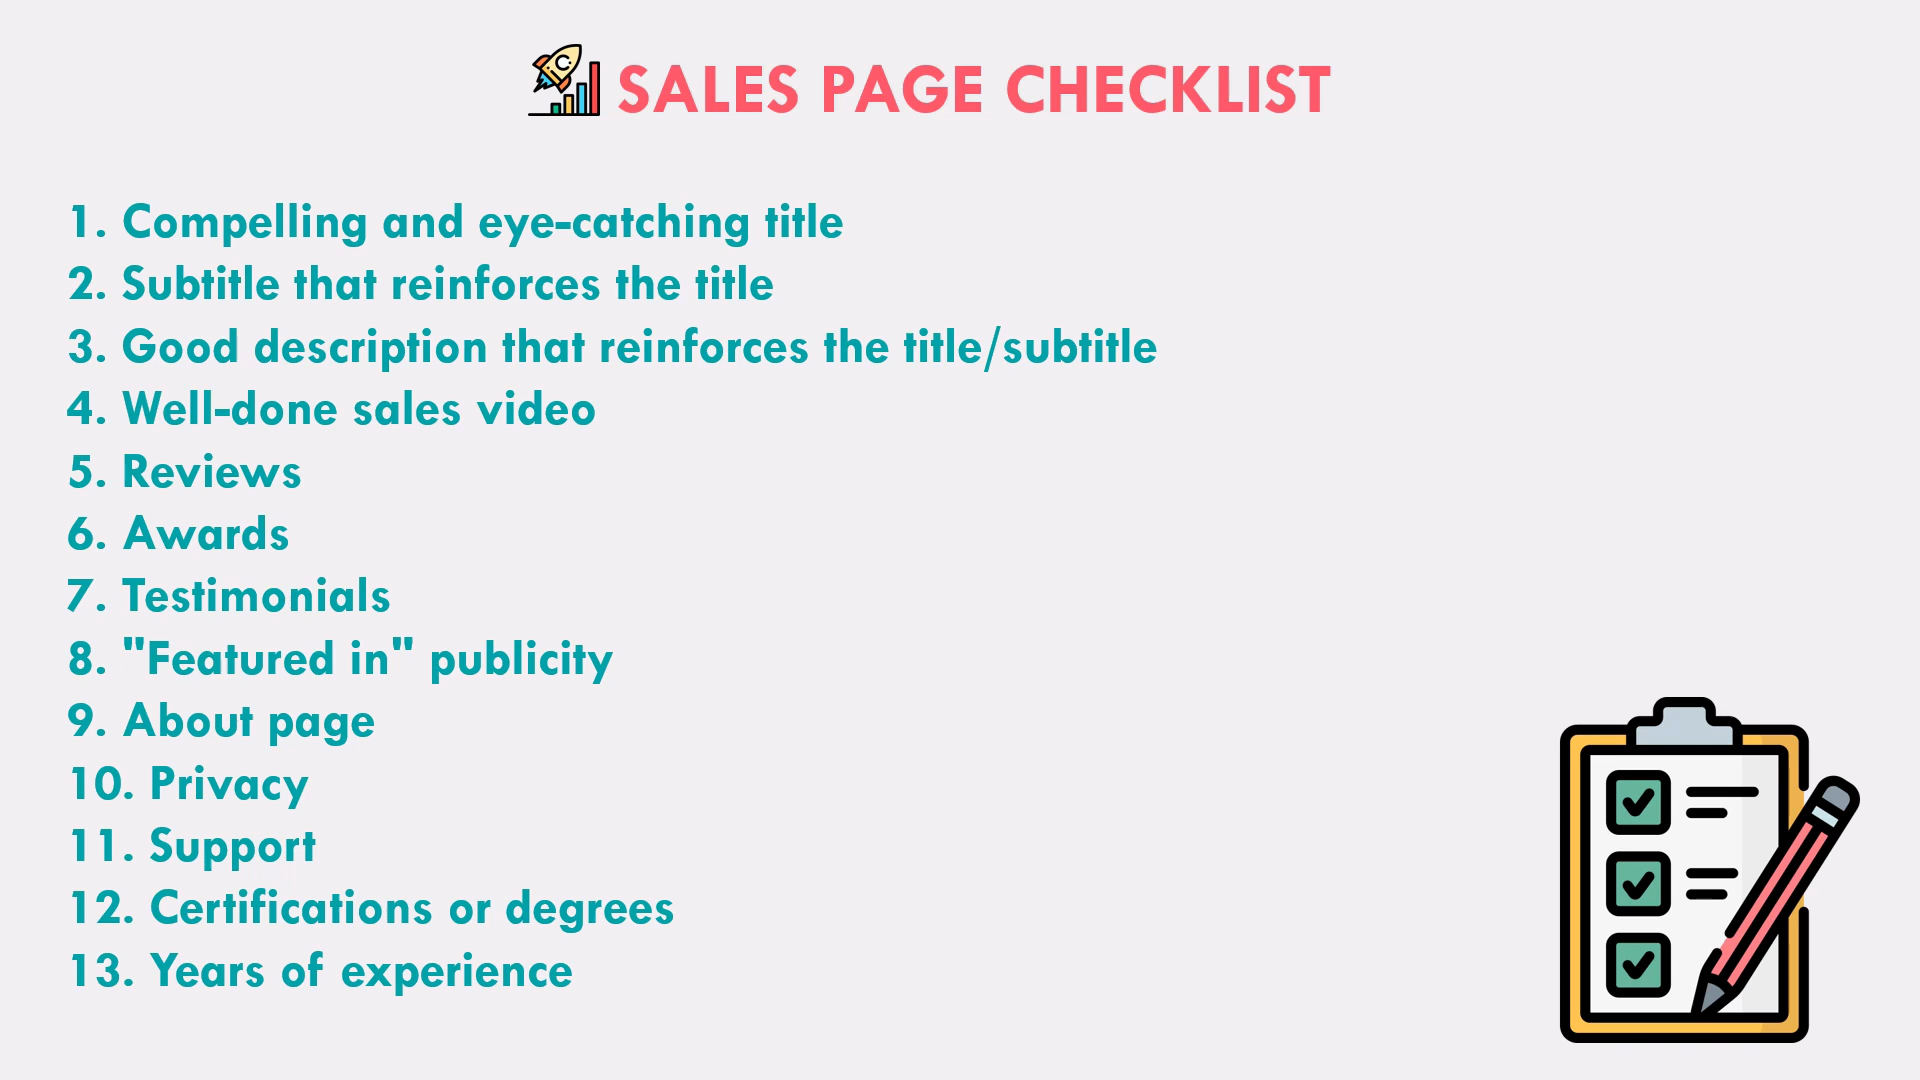 SALES PAGE CHECKLIST
1. Compelling and eye-catching title
2. Subtitle that reinforces the title
3. Good description that reinforces the title/subtitle
4. Well-done sales video
5. Reviews
6. Awards
7. Testimonials
8. "Featured in" publicity
9. About page
10. Privacy
11. Support
12. Certifications or degrees
13. Years of experience